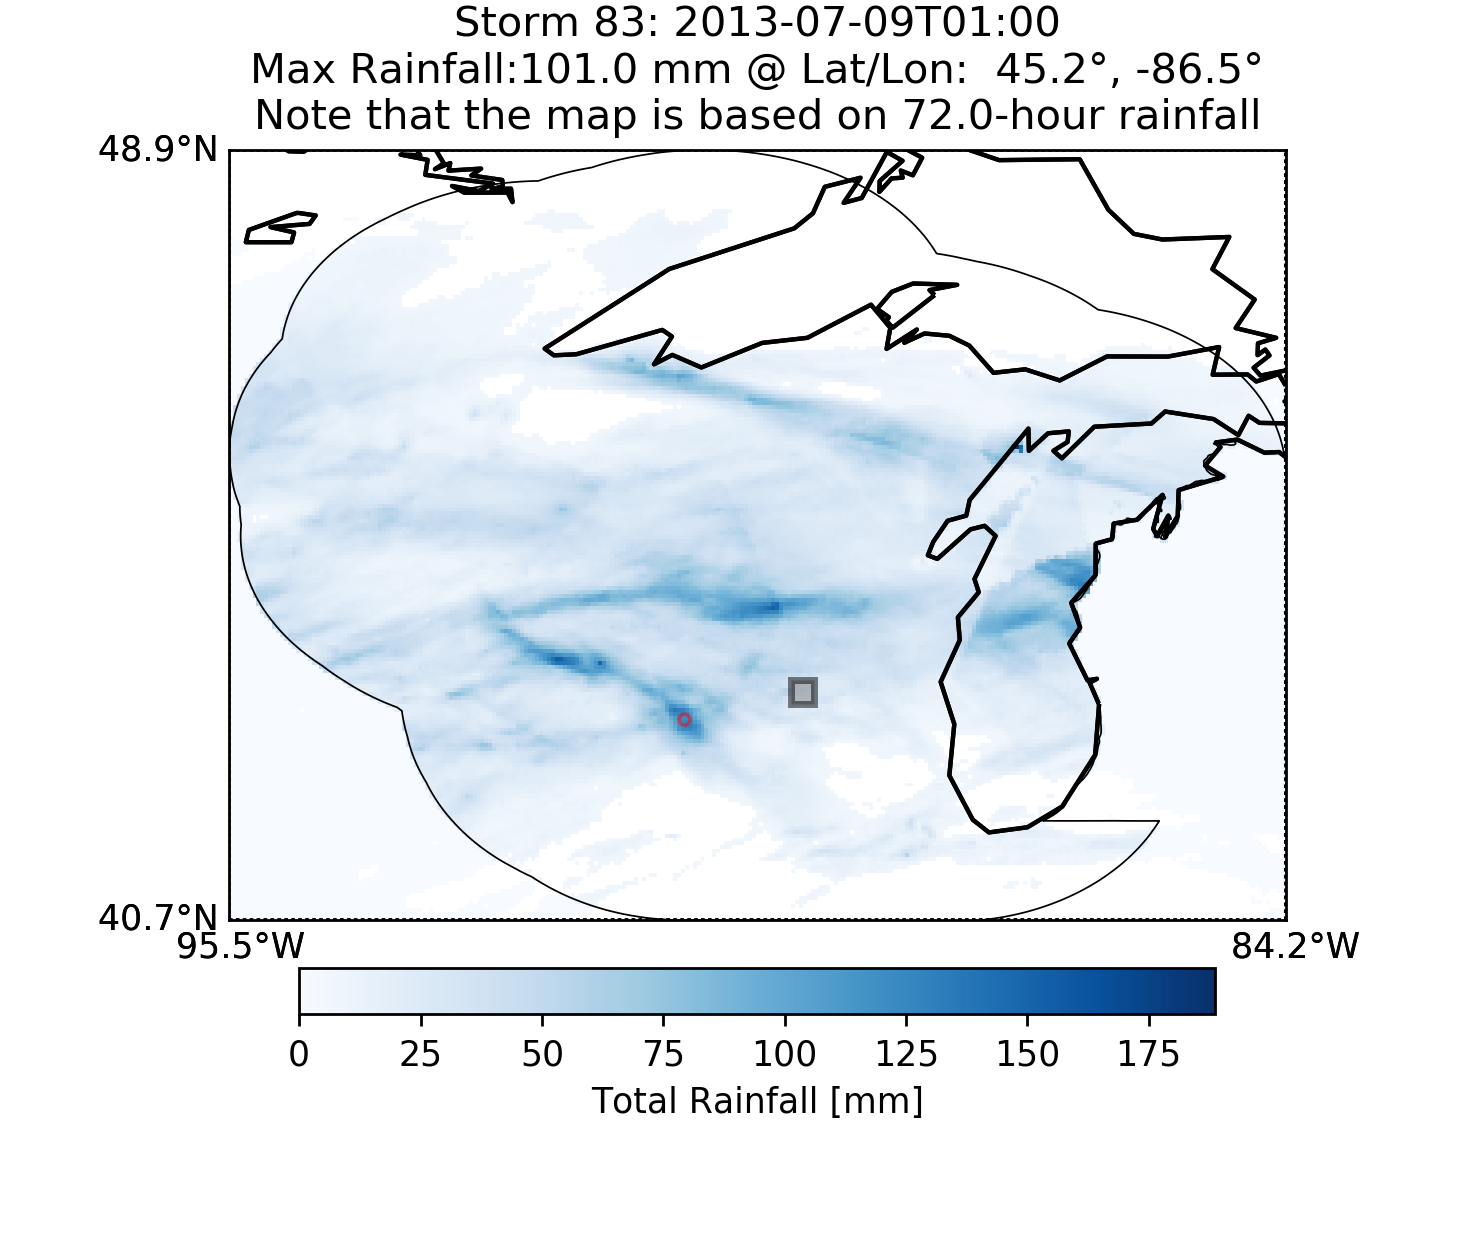 Storm 83: 2013-07-09T01:00
Max Rainfall:101.0 mm @ Lat/Lon:  45.2°, -86.5°
Note that the map is based on 72.0-hour rainfall
48.9°N
40.7°N
95.5°W 84.2°W
0 25 50 75 100 125 150 175
Total Rainfall [mm]